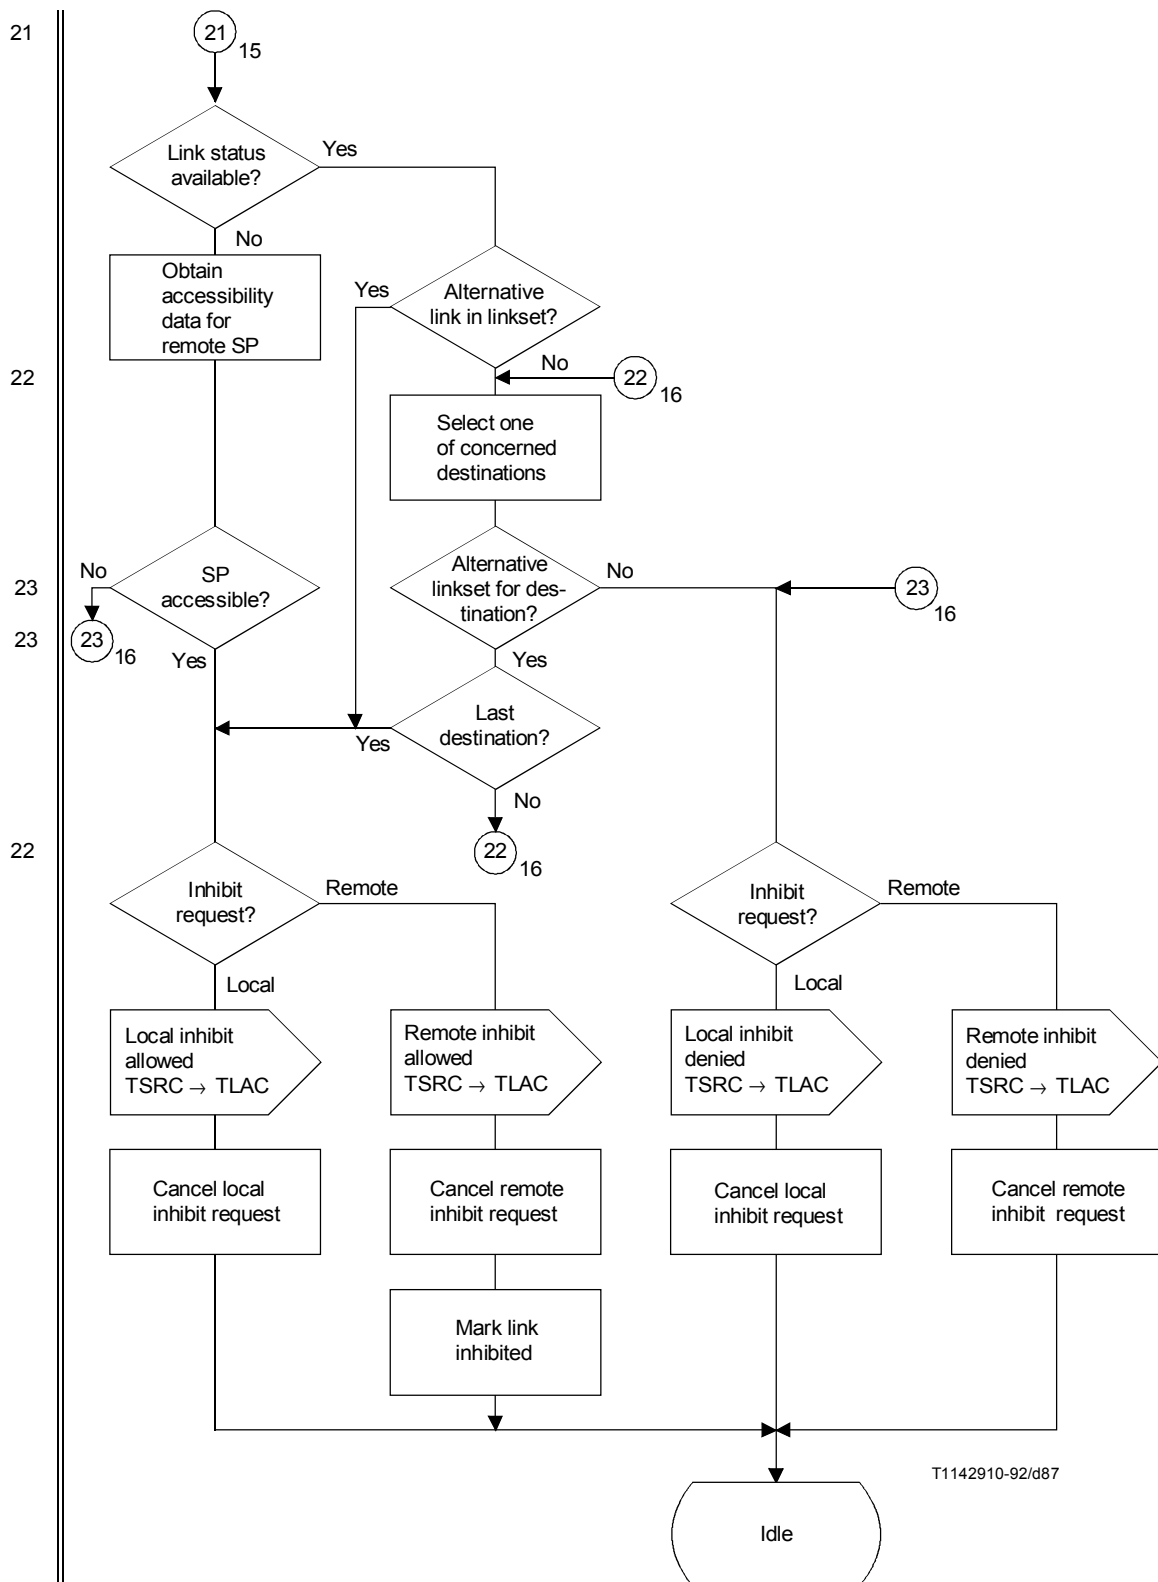 21
21
15
Link status
available?
Yes
No
Obtain
accessibility
data for
remote SP
Yes
Alternative
link in linkset?
22
No
22
16
Select one
of concerned
destinations
23
No
SP
accessible?
Alternative
linkset for des-
tination?
No
23
16
23
23
16
Yes
Yes
Last
destination?
Yes
No
22
22
16
Inhibit
request?
Remote
Local
Inhibit
request?
Remote
Local
Local inhibit
allowed
TSRC → TLAC
Remote inhibit
allowed
TSRC → TLAC
Local inhibit
denied
TSRC → TLAC
Remote inhibit
denied
TSRC → TLAC
Cancel local
inhibit request
Cancel remote
inhibit request
Cancel local
inhibit request
Cancel remote
inhibit request
Mark link
inhibited
T1142910-92/d87
Idle